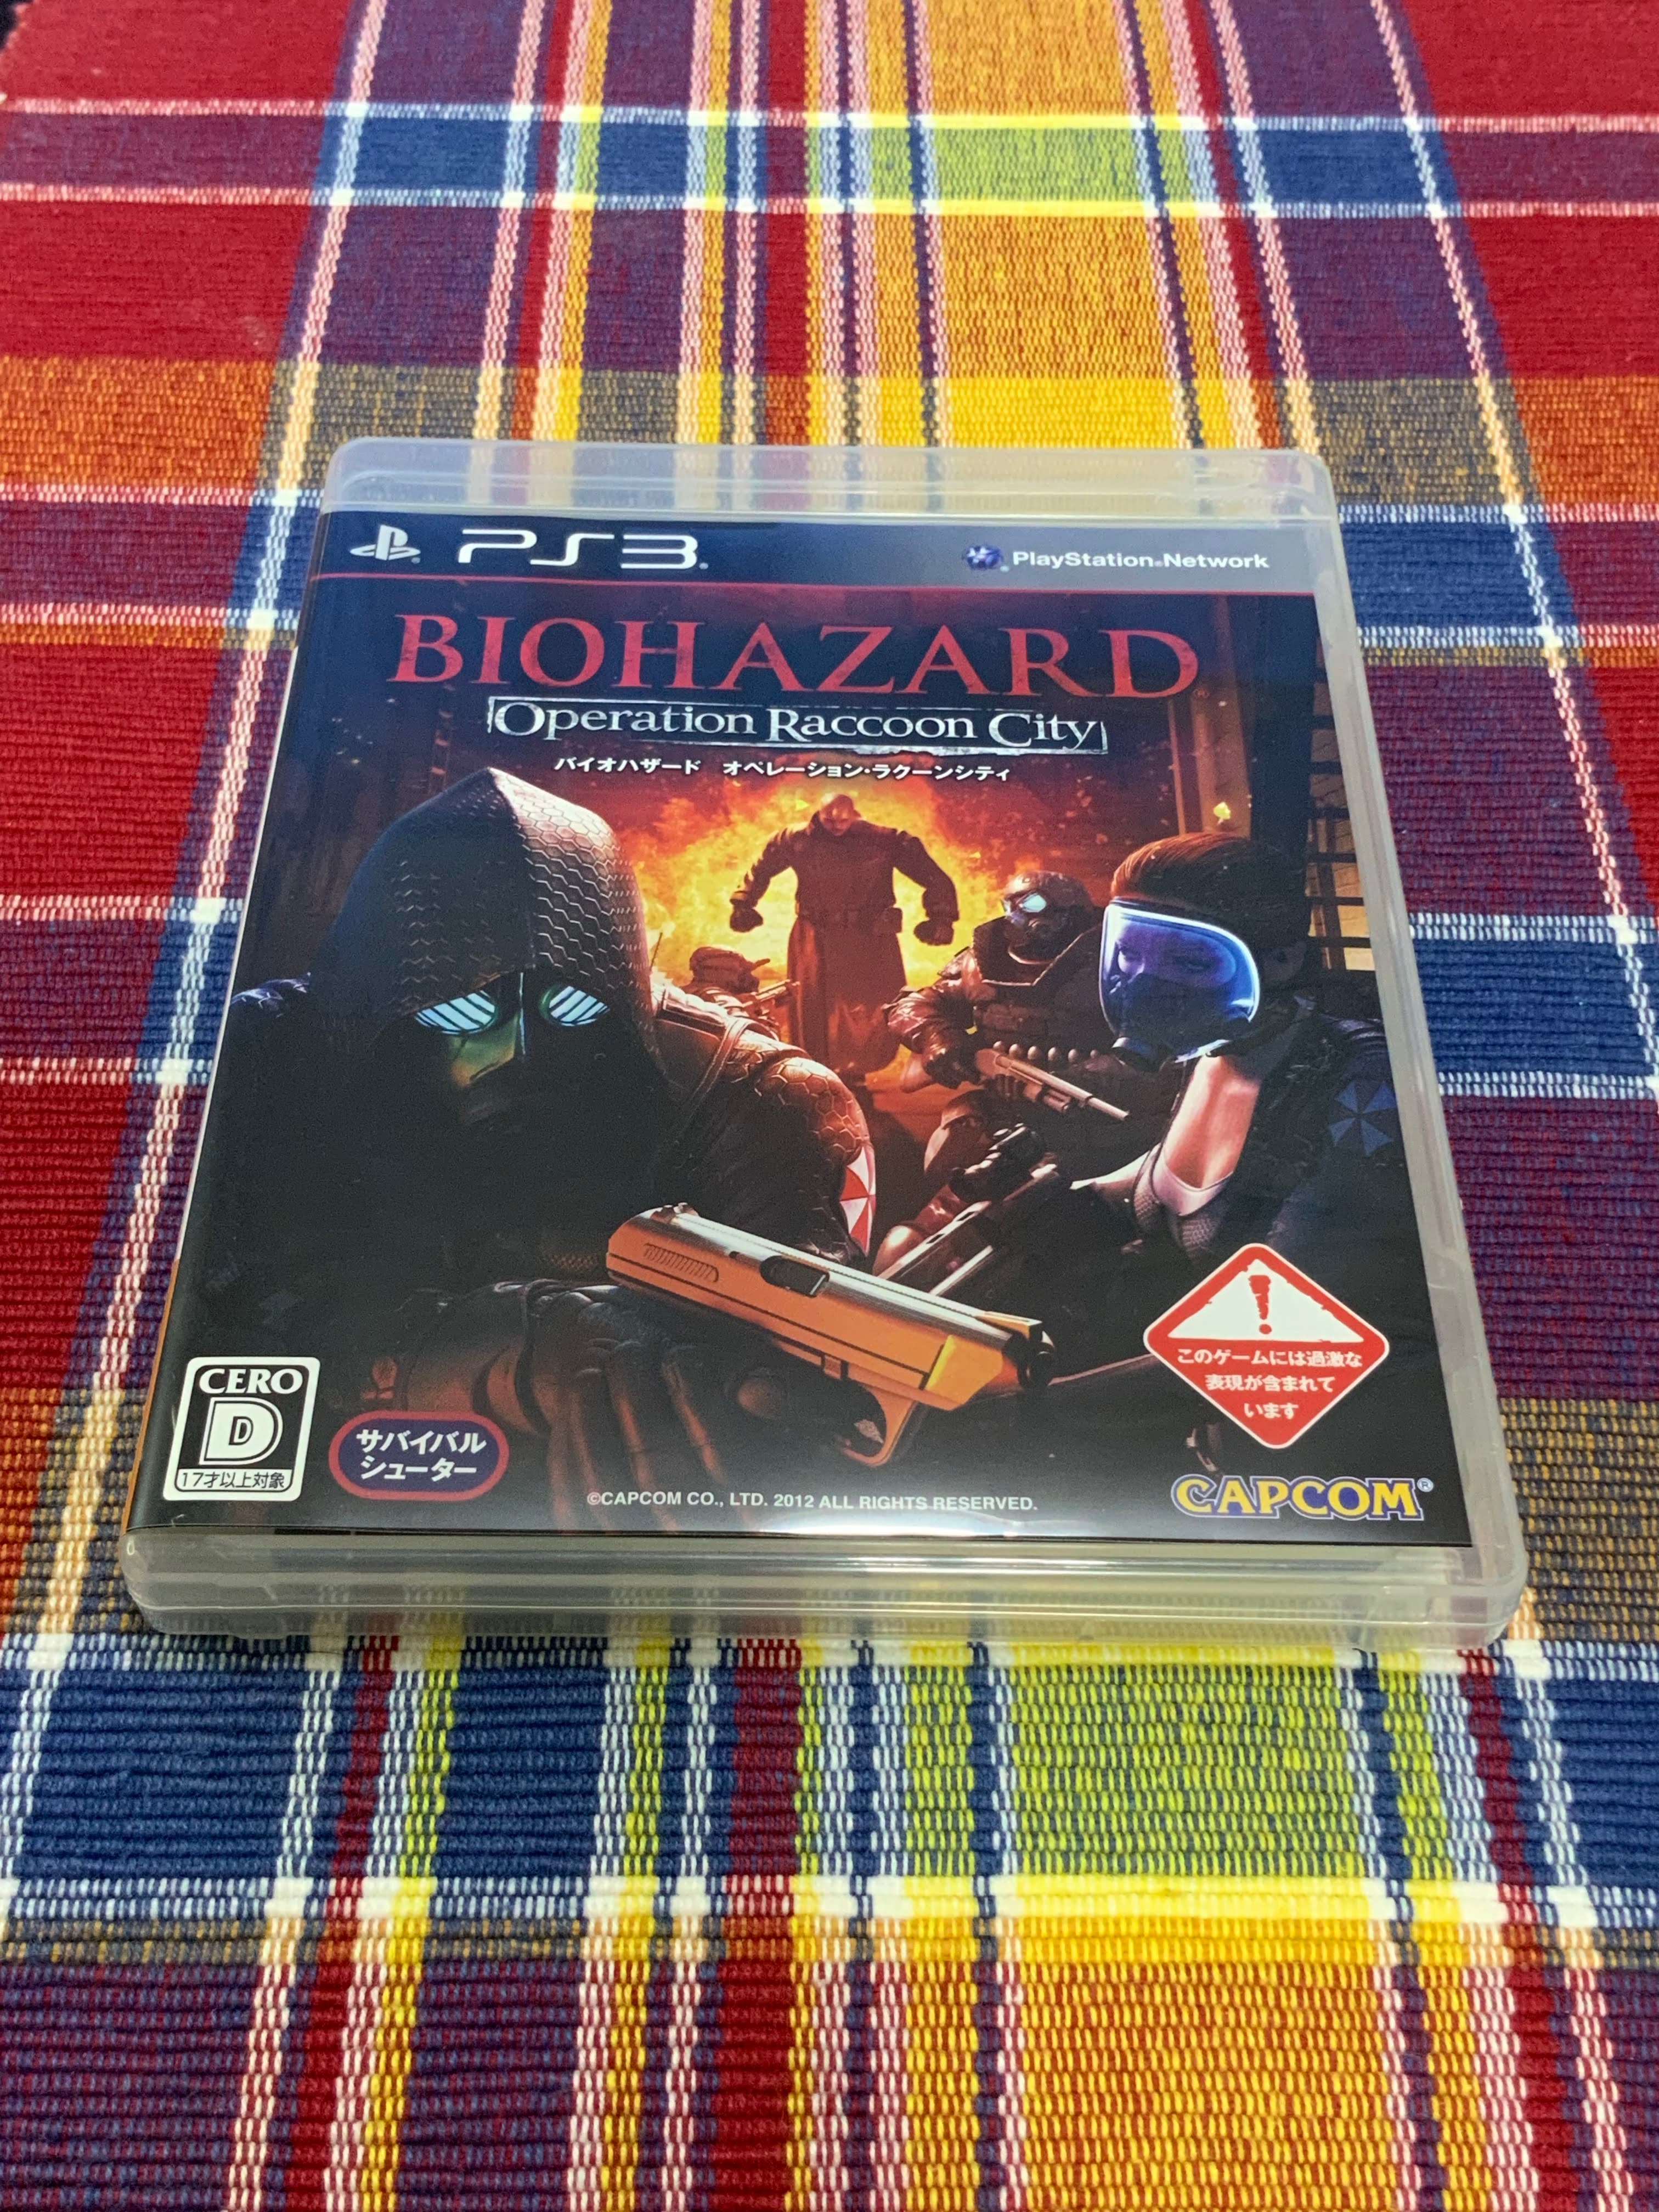 PS3
PlayStation®Network
BIOHAZARD®
Operation Raccoon City
バイオハザード オペレーション・ラクーンシティ
このゲームには過激な
表現が含まれて
います
CERO
D
17才以上対象
サバイバル
シューター
©CAPCOM CO., LTD. 2012 ALL RIGHTS RESERVED.
CAPCOM®